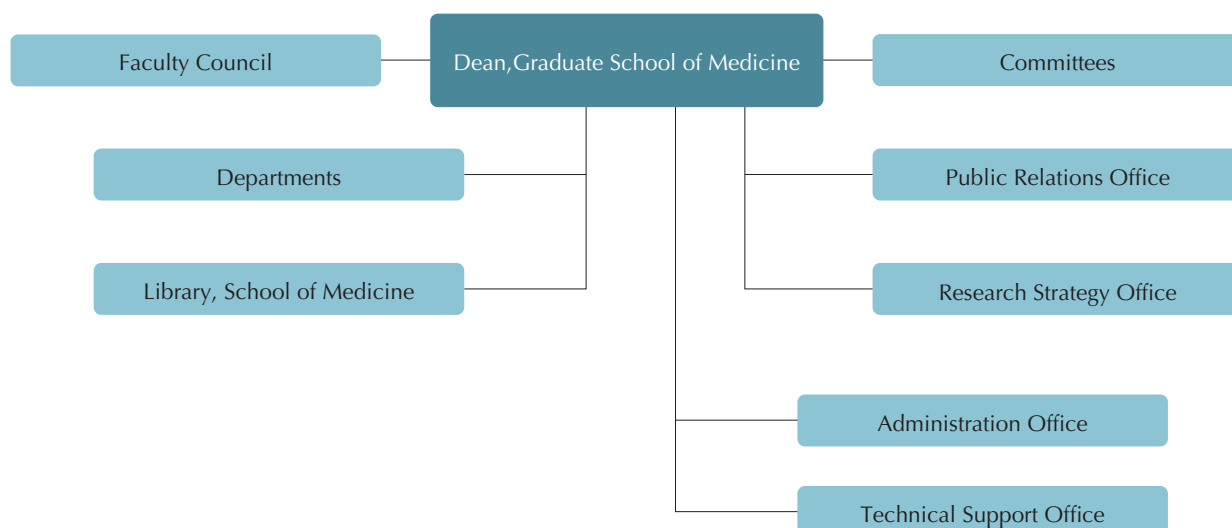 Faculty Council
Dean,Graduate School of Medicine
Committees
Departments
Public Relations Office
Library, School of Medicine
Research Strategy Office
Administration Office
Technical Support Office